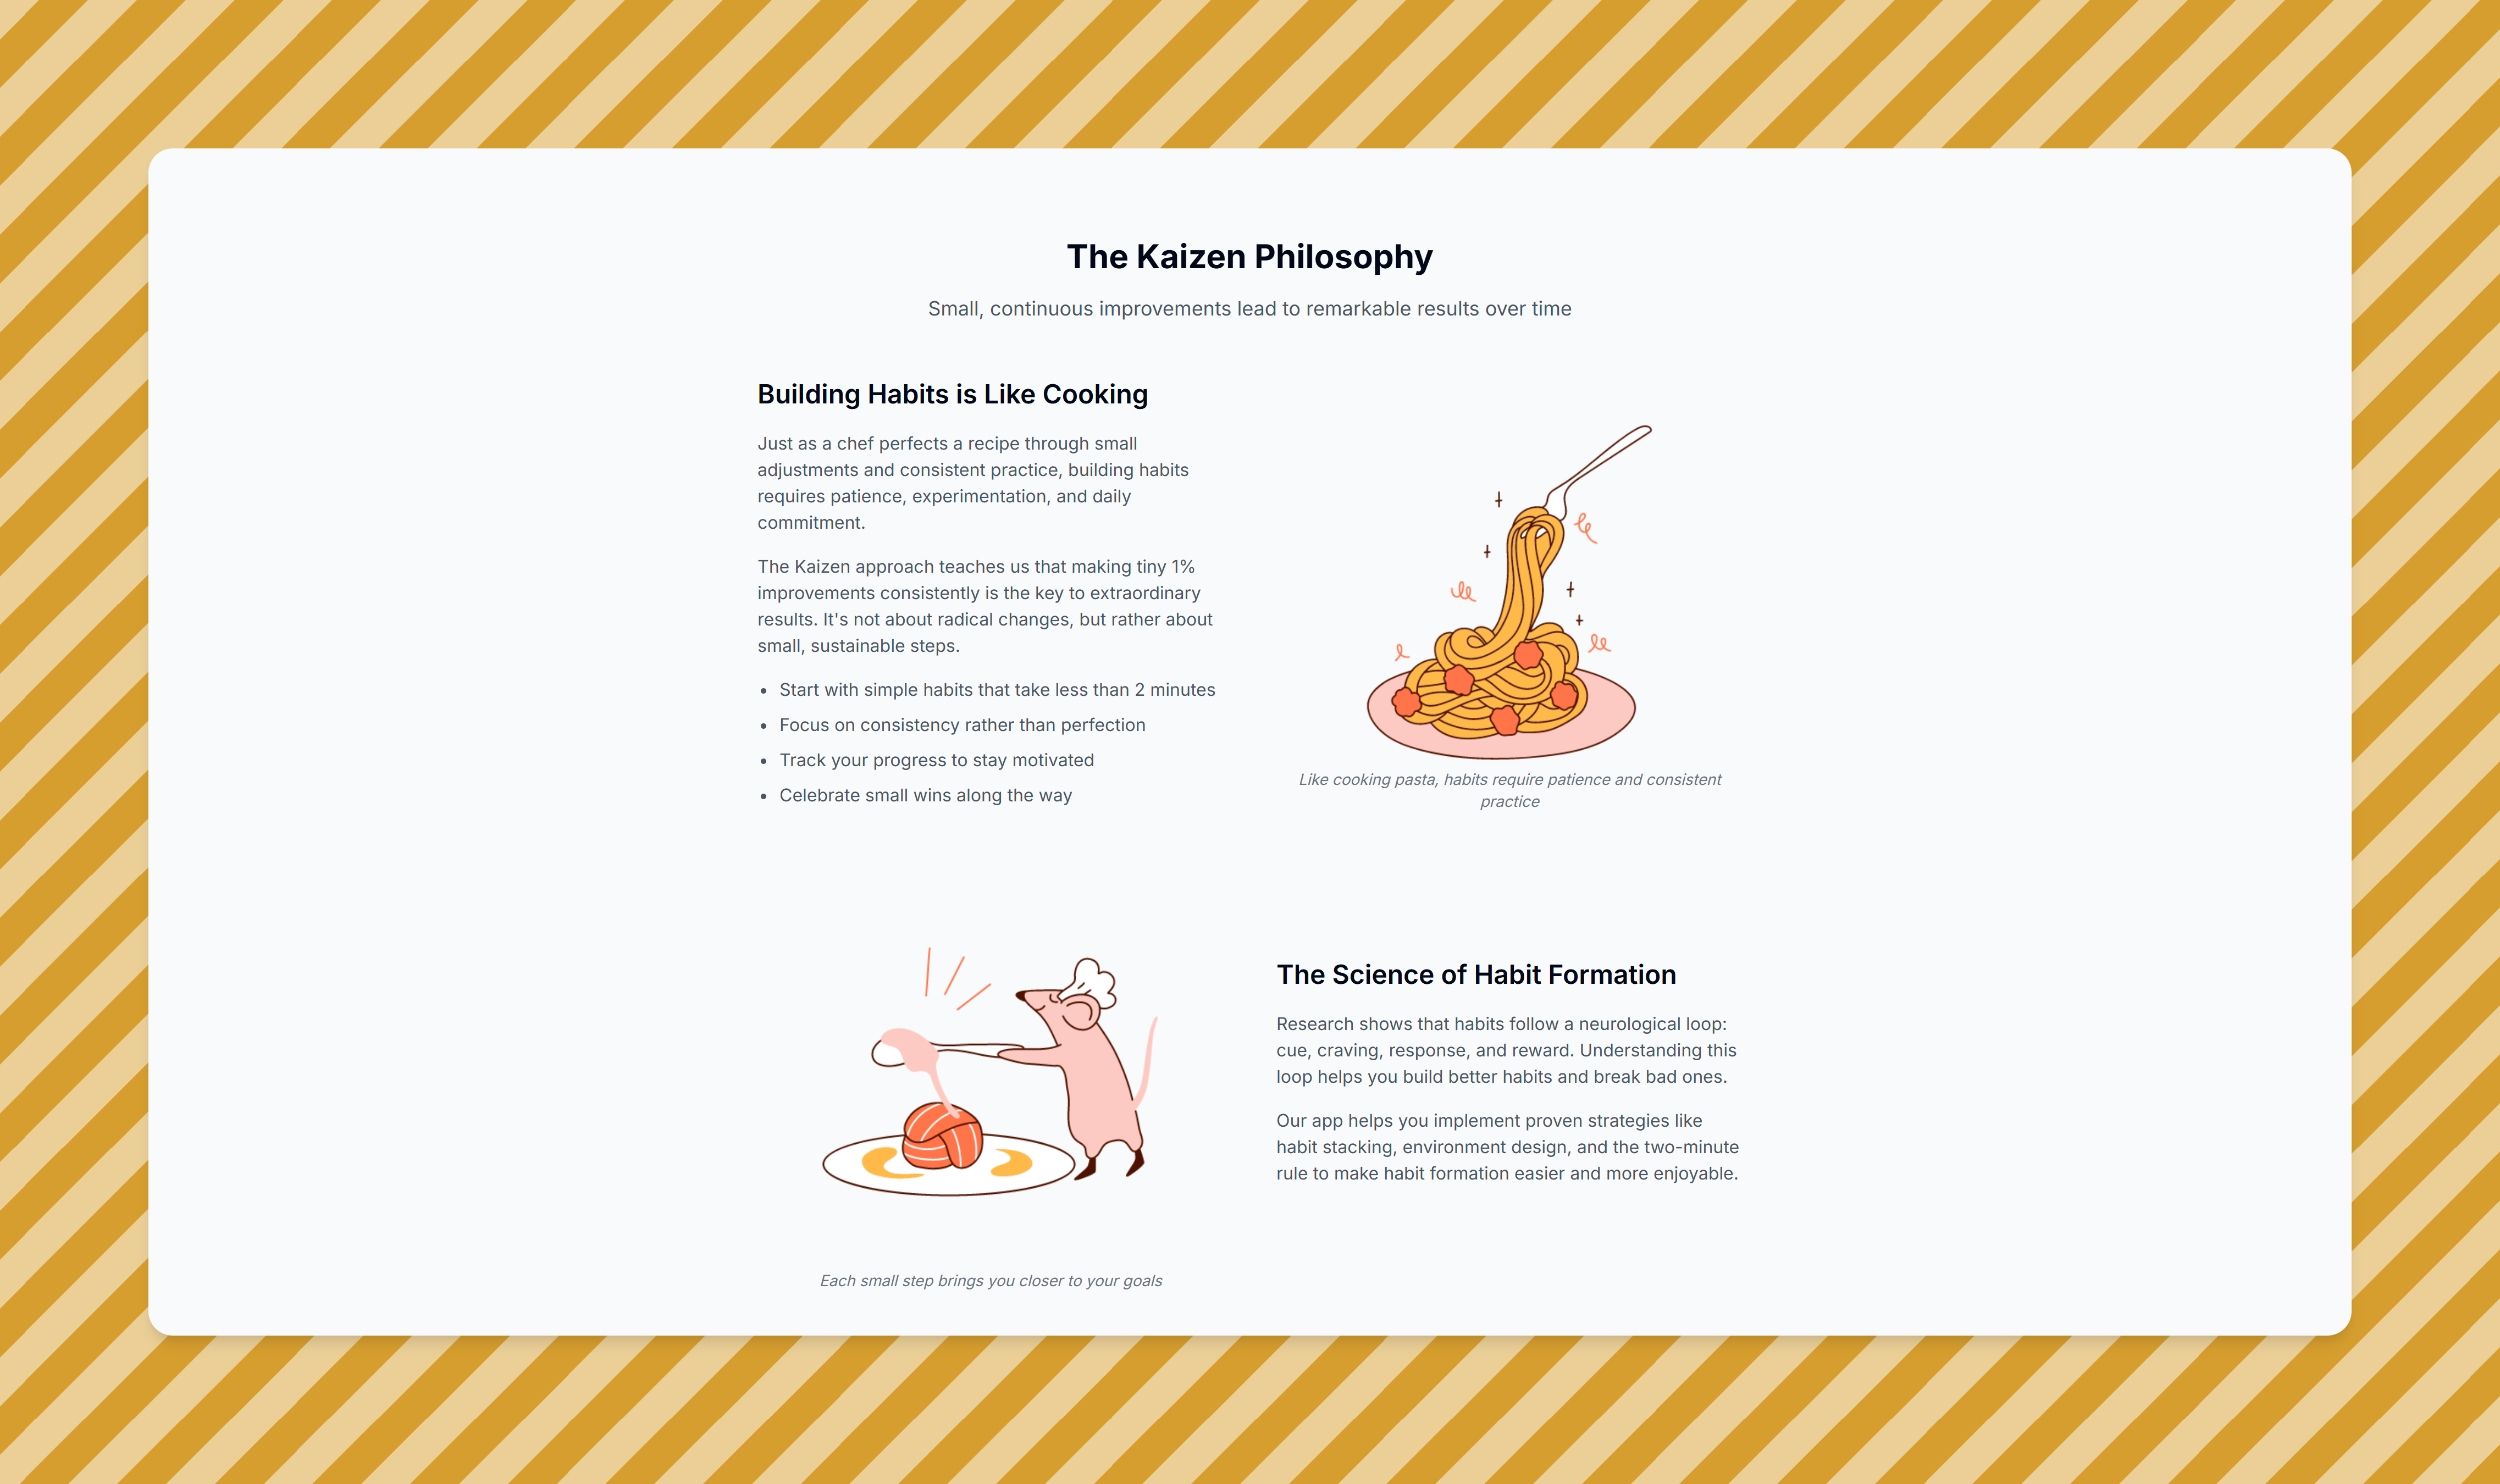 The Kaizen Philosophy
Small, continuous improvements lead to remarkable results over time
Building Habits is Like Cooking
Just as a chef perfects a recipe through small
adjustments and consistent practice, building habits
requires patience, experimentation, and daily
commitment.
The Kaizen approach teaches us that making tiny 1%
improvements consistently is the key to extraordinary
results. It's not about radical changes, but rather about
small, sustainable steps.
• Start with simple habits that take less than 2 minutes
• Focus on consistency rather than perfection
• Track your progress to stay motivated
• Celebrate small wins along the way
Like cooking pasta, habits require patience and consistent
practice
Each small step brings you closer to your goals
The Science of Habit Formation
Research shows that habits follow a neurological loop:
cue, craving, response, and reward. Understanding this
loop helps you build better habits and break bad ones.
Our app helps you implement proven strategies like
habit stacking, environment design, and the two-minute
rule to make habit formation easier and more enjoyable.